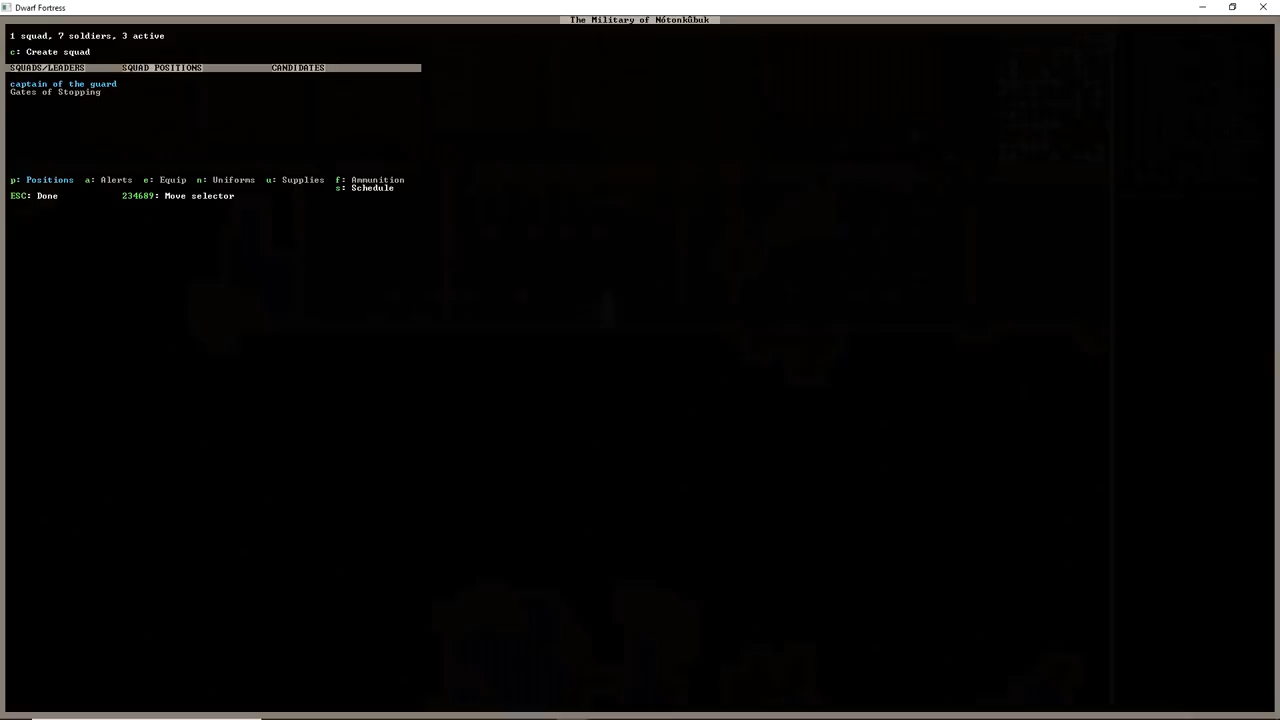 Dwarf Fortress
The Military of Nótonkûbuk
1 squad, 7 soldiers, 3 active
c: Create squad
SQUADS/LEADERS SQUAD POSITIONS CANDIDATES
captain of the guard
Gates of Stopping
p: Positions a: Alerts e: Equip n: Uniforms u: Supplies f: Ammunition
s: Schedule
ESC: Done 234689: Move selector